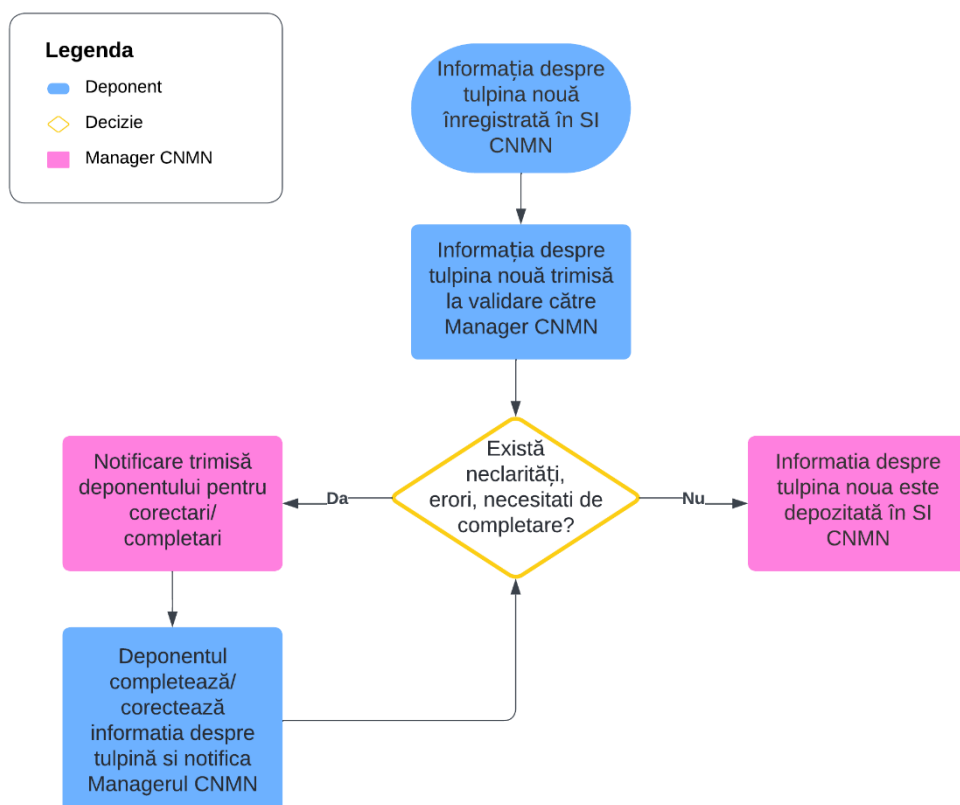 Legenda
Deponent
Decizie
Manager CNMN
Informația despre
tulpina nouă
înregistrată în SI
CNMN
Informația despre
tulpina nouă trimisă
la validare către
Manager CNMN
Există
neclarități,
erori, necesitati de
completare?
Da
Nu
Notificare trimisă
deponentului pentru
corectari/
completari
Informatia despre
tulpina noua este
depozitată în SI
CNMN
Deponentul
completează/
corectează
informatia despre
tulpină si notifica
Managerul CNMN